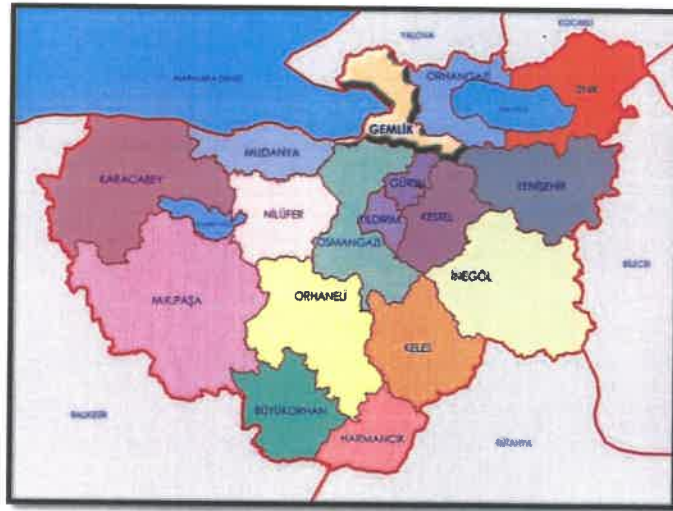 KOCAELİ
YALOVA
MARMARA DENİZİ
ORHANGAZİ
İZNİK
GEMLİK
MUDANYA
KARACABEY
GÜRSU
YENİŞEHİR
NİLÜFER
YILDIRIM
KESTEL
OSMANGAZİ
BİLECİK
İNEGÖL
M.K.PAŞA
ORHANELİ
KELES
BALIKESİR
BÜYÜKORHAN
HARMANCIK
KÜTAHYA